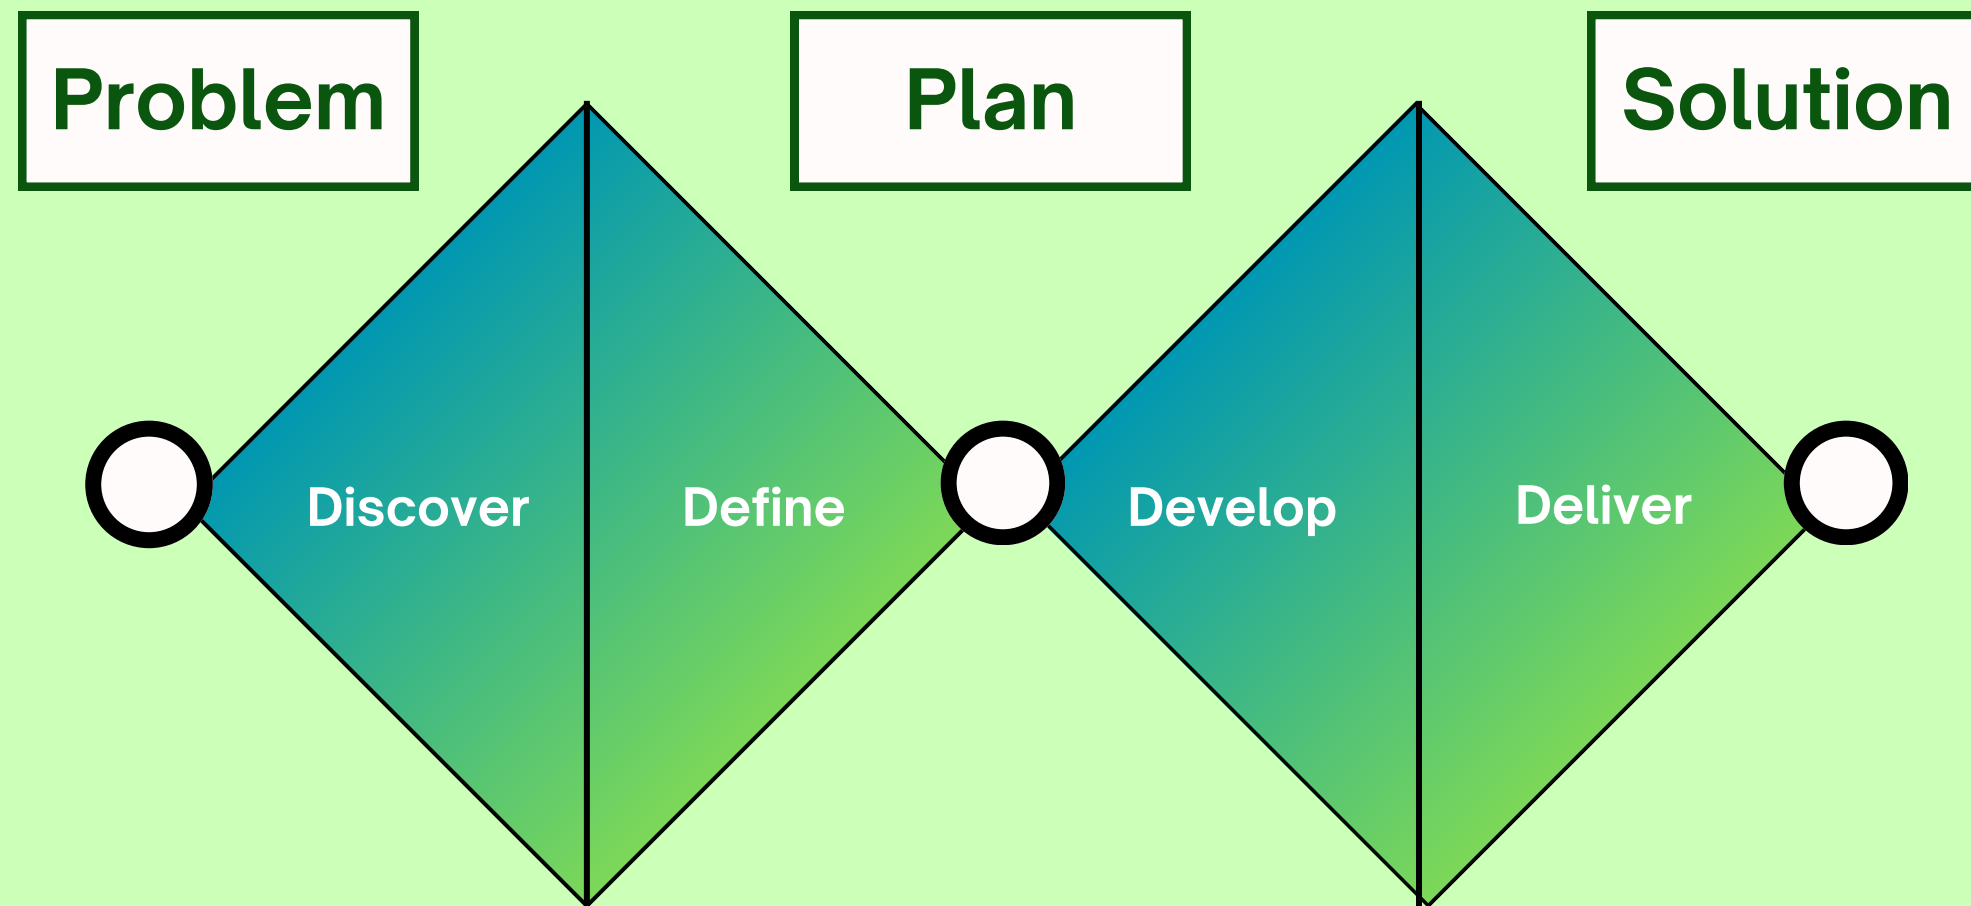 Problem
Plan
Solution
Discover
Define
Develop
Deliver